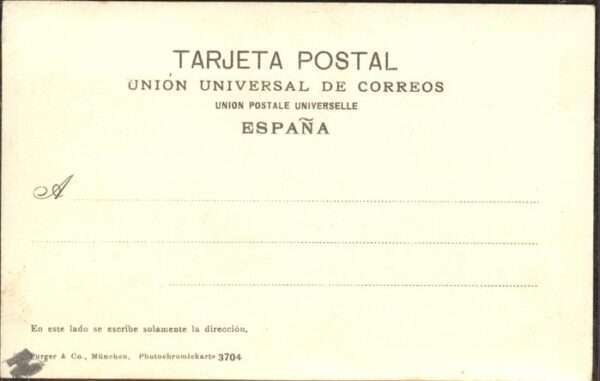 TARJETA POSTAL
UNIÓN UNIVERSAL DE CORREOS
UNION POSTALE UNIVERSELLE
ESPAÑA
A
En este lado se escribe solamente la dirección.
& Co., München, Photochromiekarte 3704